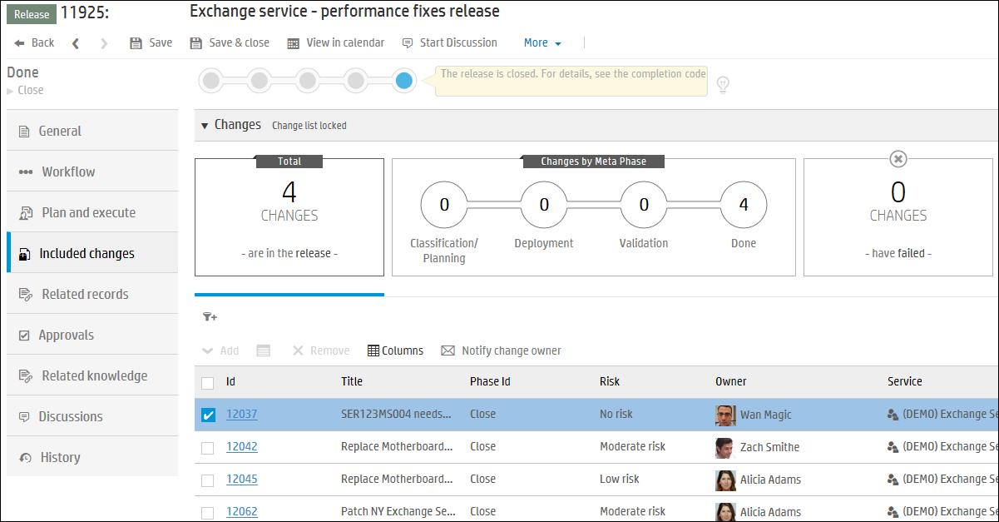 Release 11925: Exchange service - performance fixes release
Back Save Save & close View in calendar Start Discussion More
Done
Close
The release is closed. For details, see the completion code
General
Workflow
Plan and execute
Included changes
Related records
Approvals
Related knowledge
Discussions
History
Changes Change list locked
Total
4
CHANGES
- are in the release -
Changes by Meta Phase
0 0 0 4
Classification/ Deployment Validation Done
Planning
0
CHANGES
- have failed -
Add Remove Columns Notify change owner
Id Title Phase Id Risk Owner Service
12037 SER123MS004 needs... Close No risk Wan Magic (DEMO) Exchange Se
12042 Replace Motherboard... Close Moderate risk Zach Smithe (DEMO) Exchange Se
12045 Replace Motherboard... Close Low risk Alicia Adams (DEMO) Exchange Se
12062 Patch NY Exchange Se... Close Moderate risk Alicia Adams (DEMO) Exchange Se